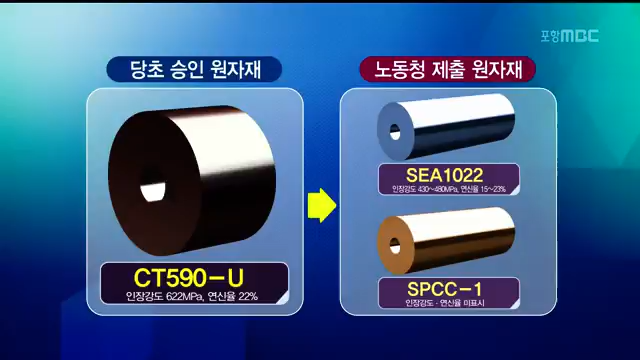 포항MBC
당초 승인 원자재
노동청 제출 원자재
CT590-U
인장강도 622MPa, 연신율 22%
SEA1022
인장강도 430~480MPa, 연신율 15~23%
SPCC-1
인장강도·연신율 미표시